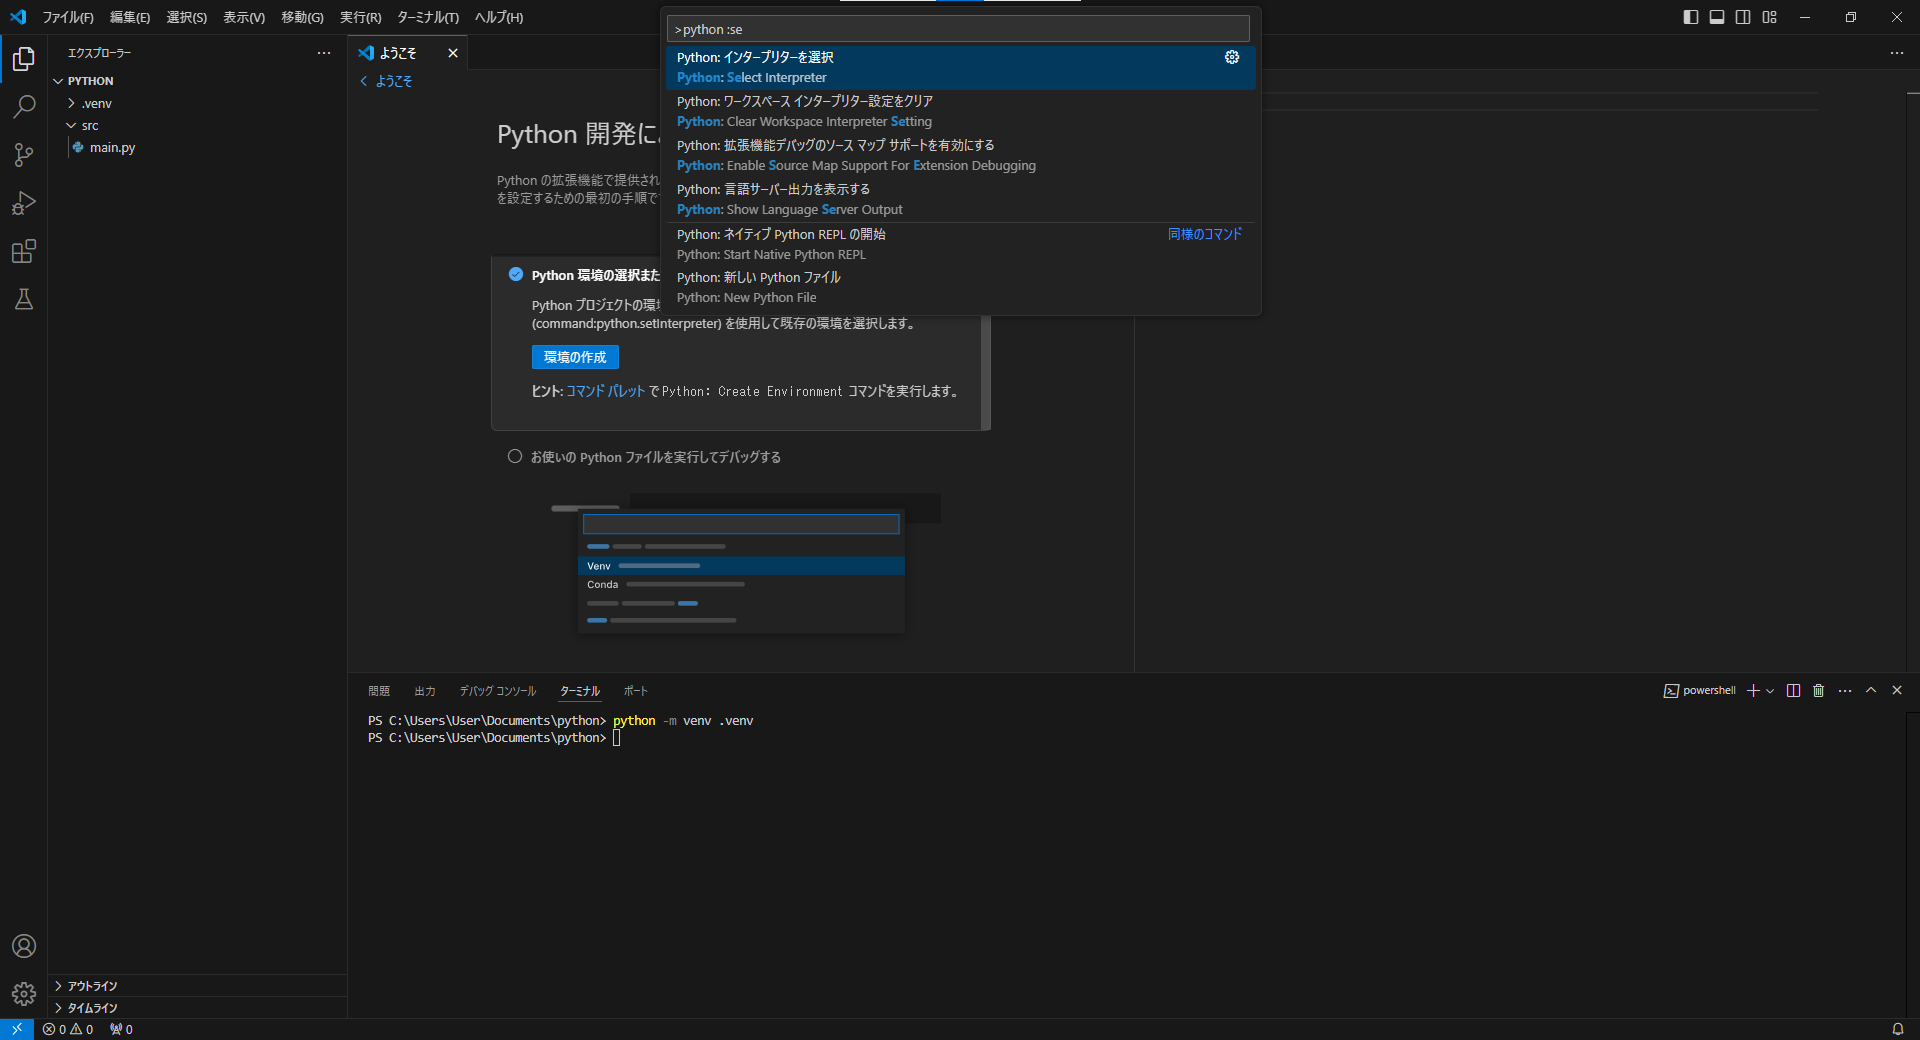 ファイル(F) 編集(E) 選択(S) 表示(V) 移動(G) 実行(R) ターミナル(T) ヘルプ(H)
>python :se
Python: インタープリターを選択
Python: Select Interpreter
Python: ワークスペース インタープリター設定をクリア
Python: Clear Workspace Interpreter Setting
Python: 拡張機能デバッグのソース マップ サポートを有効にする
Python: Enable Source Map Support For Extension Debugging
Python: 言語サーバー出力を表示する
Python: Show Language Server Output
Python: ネイティブ Python REPL の開始 同様のコマンド
Python: Start Native Python REPL
Python: 新しい Python ファイル
Python: New Python File
エクスプローラー
PYTHON
.venv
src
main.py
アウトライン
タイムライン
ようこそ
ようこそ
Python 開発に
Python の拡張機能で提供され
を設定するための最初の手順で
Python 環境の選択また
Python プロジェクトの環
(command:python.setInterpreter) を使用して既存の環境を選択します。
環境の作成
ヒント: コマンド パレット で Python: Create Environment コマンドを実行します。
お使いの Python ファイルを実行してデバッグする
Venv
Conda
問題 出力 デバッグ コンソール ターミナル ポート
powershell
PS C:\Users\User\Documents\python> python -m venv .venv
PS C:\Users\User\Documents\python>
0 0 0